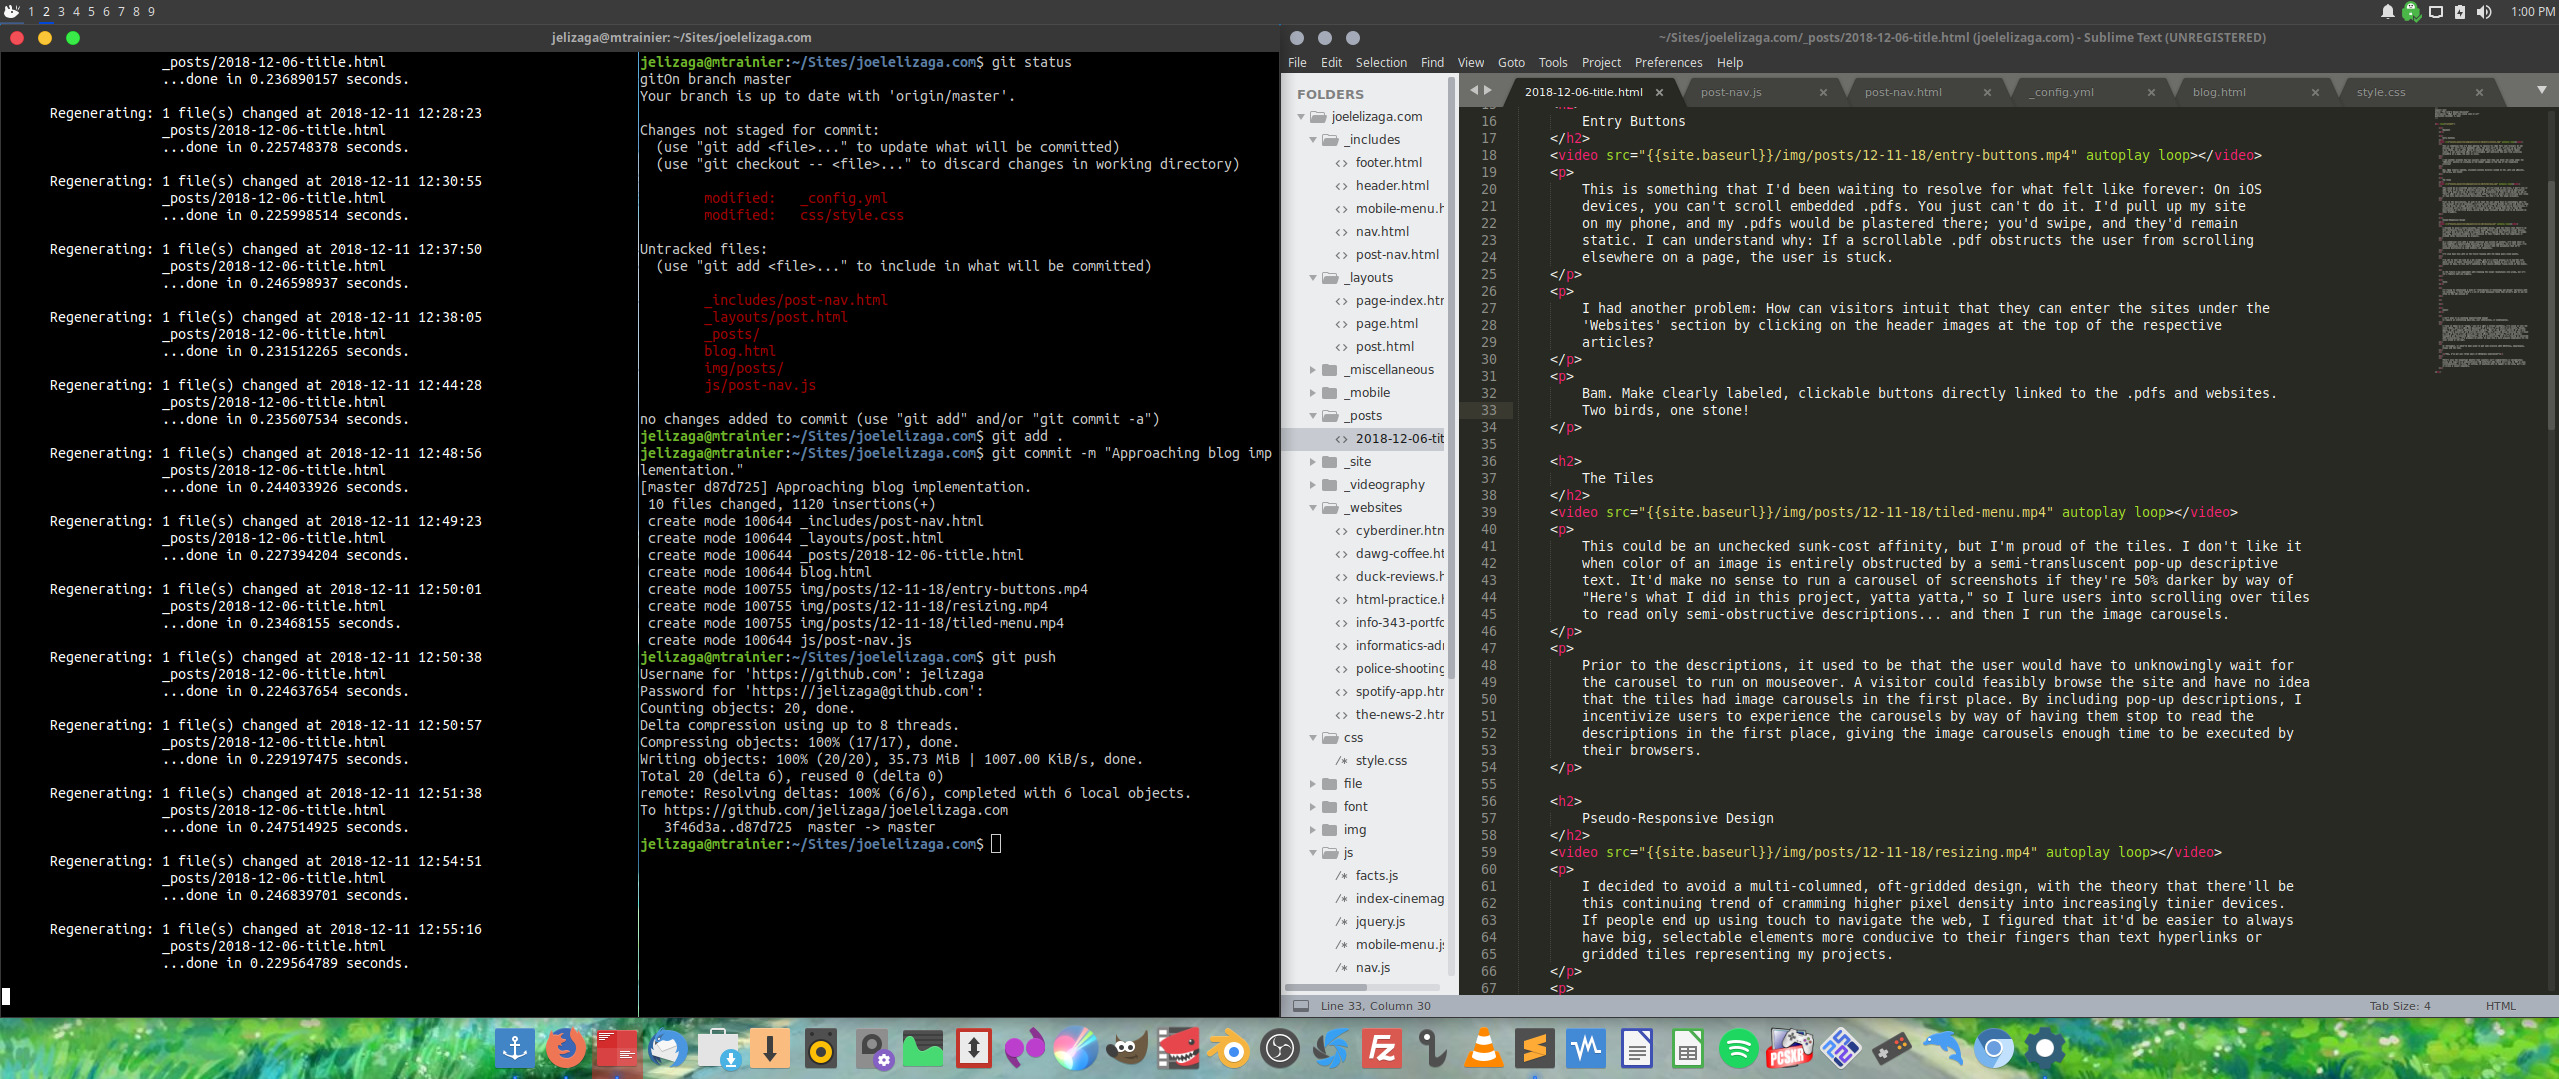 1 2 3 4 5 6 7 8 9
1:00 PM
jelizaga@mtrainier: ~/Sites/joelelizaga.com
_posts/2018-12-06-title.html
...done in 0.236890157 seconds.
Regenerating: 1 file(s) changed at 2018-12-11 12:28:23
_posts/2018-12-06-title.html
...done in 0.225748378 seconds.
Regenerating: 1 file(s) changed at 2018-12-11 12:30:55
_posts/2018-12-06-title.html
...done in 0.225998514 seconds.
Regenerating: 1 file(s) changed at 2018-12-11 12:37:50
_posts/2018-12-06-title.html
...done in 0.246598937 seconds.
Regenerating: 1 file(s) changed at 2018-12-11 12:38:05
_posts/2018-12-06-title.html
...done in 0.231512265 seconds.
Regenerating: 1 file(s) changed at 2018-12-11 12:44:28
_posts/2018-12-06-title.html
...done in 0.235607534 seconds.
Regenerating: 1 file(s) changed at 2018-12-11 12:48:56
_posts/2018-12-06-title.html
...done in 0.244033926 seconds.
Regenerating: 1 file(s) changed at 2018-12-11 12:49:23
_posts/2018-12-06-title.html
...done in 0.227394204 seconds.
Regenerating: 1 file(s) changed at 2018-12-11 12:50:01
_posts/2018-12-06-title.html
...done in 0.23468155 seconds.
Regenerating: 1 file(s) changed at 2018-12-11 12:50:38
_posts/2018-12-06-title.html
...done in 0.224637654 seconds.
Regenerating: 1 file(s) changed at 2018-12-11 12:50:57
_posts/2018-12-06-title.html
...done in 0.229197475 seconds.
Regenerating: 1 file(s) changed at 2018-12-11 12:51:38
_posts/2018-12-06-title.html
...done in 0.247514925 seconds.
Regenerating: 1 file(s) changed at 2018-12-11 12:54:51
_posts/2018-12-06-title.html
...done in 0.246839701 seconds.
Regenerating: 1 file(s) changed at 2018-12-11 12:55:16
_posts/2018-12-06-title.html
...done in 0.229564789 seconds.
jelizaga@mtrainier:~/Sites/joelelizaga.com$ git status
gitOn branch master
Your branch is up to date with 'origin/master'.
Changes not staged for commit:
(use "git add <file>..." to update what will be committed)
(use "git checkout -- <file>..." to discard changes in working directory)
modified: _config.yml
modified: css/style.css
Untracked files:
(use "git add <file>..." to include in what will be committed)
_includes/post-nav.html
_layouts/post.html
_posts/
blog.html
img/posts/
js/post-nav.js
no changes added to commit (use "git add" and/or "git commit -a")
jelizaga@mtrainier:~/Sites/joelelizaga.com$ git add .
jelizaga@mtrainier:~/Sites/joelelizaga.com$ git commit -m "Approaching blog imp
lementation."
[master d87d725] Approaching blog implementation.
10 files changed, 1120 insertions(+)
create mode 100644 _includes/post-nav.html
create mode 100644 _layouts/post.html
create mode 100644 _posts/2018-12-06-title.html
create mode 100644 blog.html
create mode 100755 img/posts/12-11-18/entry-buttons.mp4
create mode 100755 img/posts/12-11-18/resizing.mp4
create mode 100755 img/posts/12-11-18/tiled-menu.mp4
create mode 100644 js/post-nav.js
jelizaga@mtrainier:~/Sites/joelelizaga.com$ git push
Username for 'https://github.com': jelizaga
Password for 'https://jelizaga@github.com':
Counting objects: 20, done.
Delta compression using up to 8 threads.
Compressing objects: 100% (17/17), done.
Writing objects: 100% (20/20), 35.73 MiB | 1007.00 KiB/s, done.
Total 20 (delta 6), reused 0 (delta 0)
remote: Resolving deltas: 100% (6/6), completed with 6 local objects.
To https://github.com/jelizaga/joelelizaga.com
3f46d3a..d87d725 master -> master
jelizaga@mtrainier:~/Sites/joelelizaga.com$
~/Sites/joelelizaga.com/_posts/2018-12-06-title.html (joelelizaga.com) - Sublime Text (UNREGISTERED)
File Edit Selection Find View Goto Tools Project Preferences Help
FOLDERS
joelelizaga.com
_includes
footer.html
header.html
mobile-menu.h
nav.html
post-nav.html
_layouts
page-index.htr
page.html
post.html
_miscellaneous
_mobile
_posts
2018-12-06-tit
_site
_videography
_websites
cyberdiner.htm
dawg-coffee.ht
duck-reviews.h
html-practice.h
info-343-portfo
informatics-adi
police-shooting
spotify-app.htr
the-news-2.htr
css
style.css
file
font
img
js
facts.js
index-cinemag
jquery.js
mobile-menu.js
nav.js
2018-12-06-title.html post-nav.js post-nav.html _config.yml blog.html style.css
15 <h2>
16 Entry Buttons
17 </h2>
18 <video src="{{site.baseurl}}/img/posts/12-11-18/entry-buttons.mp4" autoplay loop></video>
19 <p>
20 This is something that I'd been waiting to resolve for what felt like forever: On iOS
21 devices, you can't scroll embedded .pdfs. You just can't do it. I'd pull up my site
22 on my phone, and my .pdfs would be plastered there; you'd swipe, and they'd remain
23 static. I can understand why: If a scrollable .pdf obstructs the user from scrolling
24 elsewhere on a page, the user is stuck.
25 </p>
26 <p>
27 I had another problem: How can visitors intuit that they can enter the sites under the
28 'Websites' section by clicking on the header images at the top of the respective
29 articles?
30 </p>
31 <p>
32 Bam. Make clearly labeled, clickable buttons directly linked to the .pdfs and websites.
33 Two birds, one stone!
34 </p>
35
36 <h2>
37 The Tiles
38 </h2>
39 <video src="{{site.baseurl}}/img/posts/12-11-18/tiled-menu.mp4" autoplay loop></video>
40 <p>
41 This could be an unchecked sunk-cost affinity, but I'm proud of the tiles. I don't like it
42 when color of an image is entirely obstructed by a semi-transluscent pop-up descriptive
43 text. It'd make no sense to run a carousel of screenshots if they're 50% darker by way of
44 "Here's what I did in this project, yatta yatta," so I lure users into scrolling over tiles
45 to read only semi-obstructive descriptions... and then I run the image carousels.
46 </p>
47 <p>
48 Prior to the descriptions, it used to be that the user would have to unknowingly wait for
49 the carousel to run on mouseover. A visitor could feasibly browse the site and have no idea
50 that the tiles had image carousels in the first place. By including pop-up descriptions, I
51 incentivize users to experience the carousels by way of having them stop to read the
52 descriptions in the first place, giving the image carousels enough time to be executed by
53 their browsers.
54 </p>
55
56 <h2>
57 Pseudo-Responsive Design
58 </h2>
59 <video src="{{site.baseurl}}/img/posts/12-11-18/resizing.mp4" autoplay loop></video>
60 <p>
61 I decided to avoid a multi-columned, oft-gridded design, with the theory that there'll be
62 this continuing trend of cramming higher pixel density into increasingly tinier devices.
63 If people end up using touch to navigate the web, I figured that it'd be easier to always
64 have big, selectable elements more conducive to their fingers than text hyperlinks or
65 gridded tiles representing my projects.
66 </p>
67 <p>
Line 33, Column 30
Tab Size: 4
HTML
Fz
PCSXR